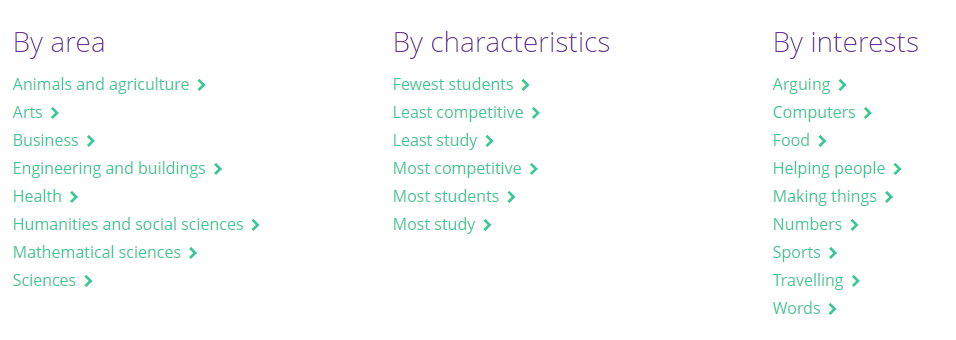 By area
Animals and agriculture
Arts
Business
Engineering and buildings
Health
Humanities and social sciences
Mathematical sciences
Sciences
By characteristics
Fewest students
Least competitive
Least study
Most competitive
Most students
Most study
By interests
Arguing
Computers
Food
Helping people
Making things
Numbers
Sports
Travelling
Words